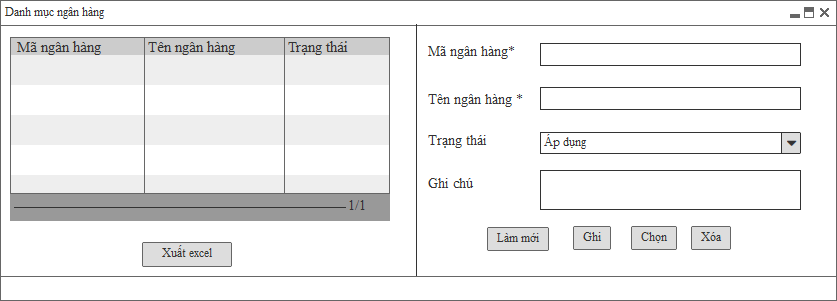 Danh mục ngân hàng
Mã ngân hàng Tên ngân hàng Trạng thái
1/1
Xuất excel
Mã ngân hàng*
Tên ngân hàng *
Trạng thái Áp dụng
Ghi chú
Làm mới Ghi Chọn Xóa